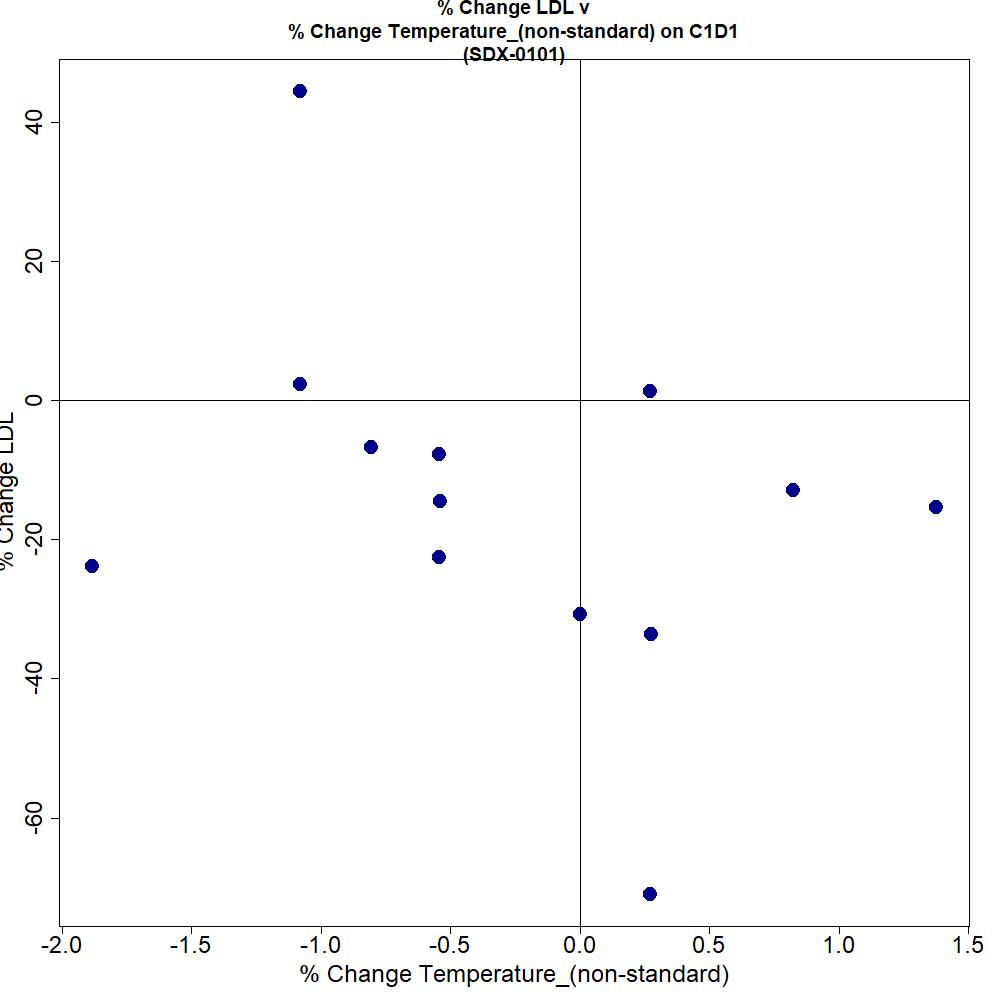 % Change LDL v
% Change Temperature_(non-standard) on C1D1
(SDX-0101)
% Change LDL
40
20
0
-20
-40
-60
-2.0 -1.5 -1.0 -0.5 0.0 0.5 1.0 1.5
% Change Temperature_(non-standard)